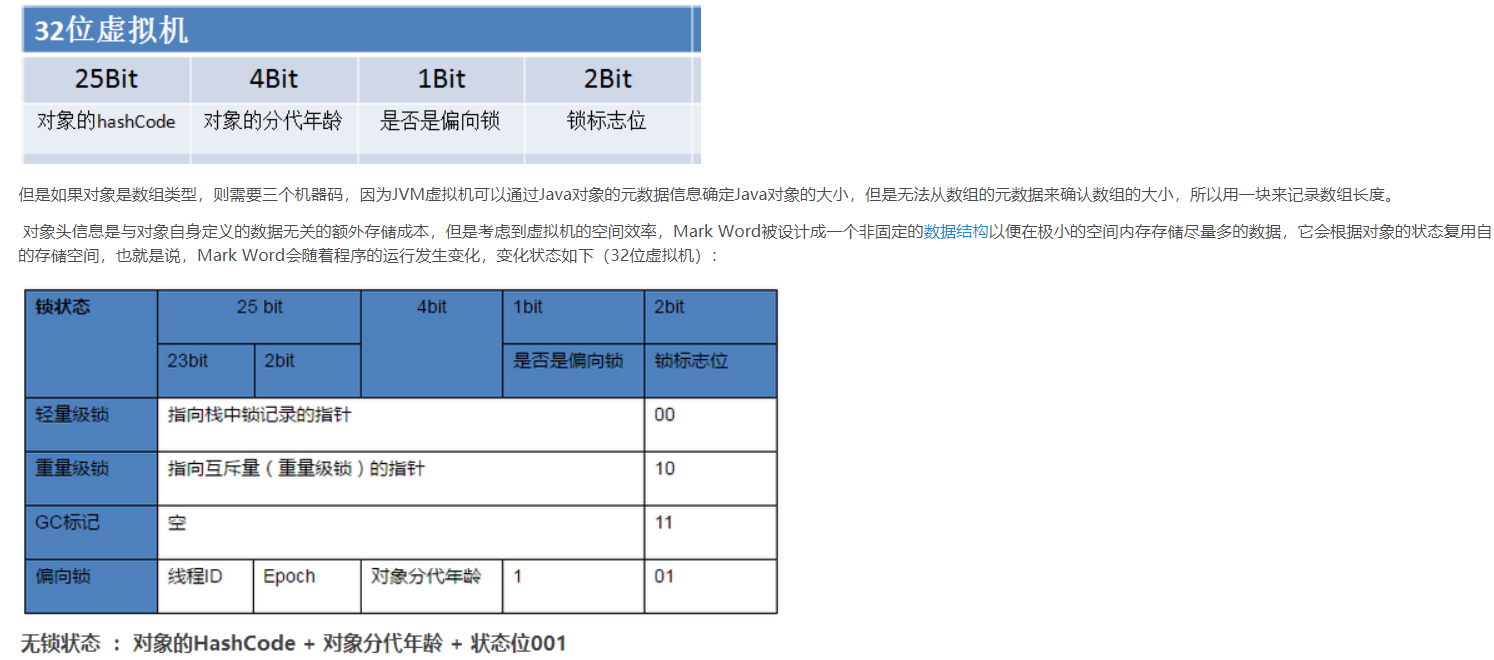 32位虚拟机
25Bit 4Bit 1Bit 2Bit
对象的hashCode 对象的分代年龄 是否是偏向锁 锁标志位
但是如果对象是数组类型，则需要三个机器码，因为JVM虚拟机可以通过Java对象的元数据信息确定Java对象的大小，但是无法从数组的元数据来确认数组的大小，所以用一块来记录数组长度。
对象头信息是与对象自身定义的数据无关的额外存储成本，但是考虑到虚拟机的空间效率，Mark Word被设计成一个非固定的数据结构以便在极小的空间内存存储尽量多的数据，它会根据对象的状态复用自
的存储空间，也就是说，Mark Word会随着程序的运行发生变化，变化状态如下（32位虚拟机）：
锁状态 25 bit 4bit 1bit 2bit
23bit 2bit 是否是偏向锁 锁标志位
轻量级锁 指向栈中锁记录的指针 00
重量级锁 指向互斥量（重量级锁）的指针 10
GC标记 空 11
偏向锁 线程ID Epoch 对象分代年龄 1 01
无锁状态 ： 对象的HashCode + 对象分代年龄 + 状态位001